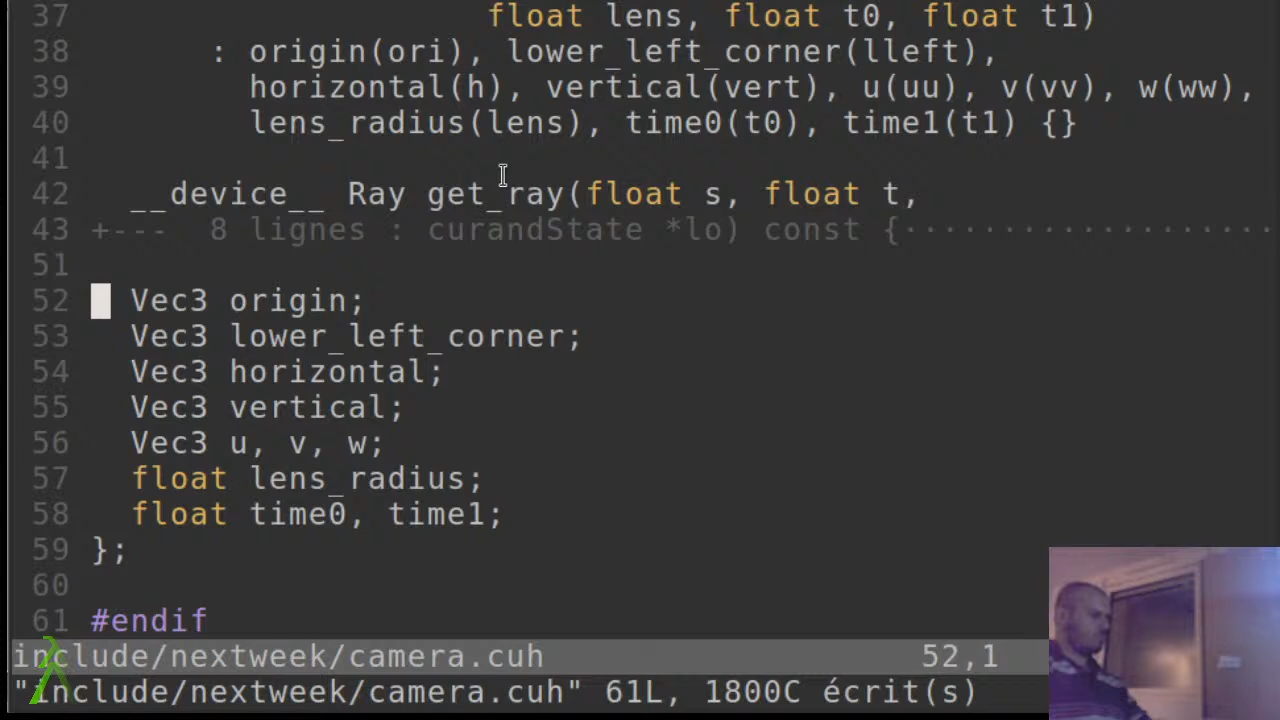 37                     float lens, float t0, float t1)
38       : origin(ori), lower_left_corner(lleft),
39         horizontal(h), vertical(vert), u(uu), v(vv), w(ww),
40         lens_radius(lens), time0(t0), time1(t1) {}
41
42   __device__ Ray get_ray(float s, float t,
43 +---  8 lignes : curandState *lo) const {···················
51
52   Vec3 origin;
53   Vec3 lower_left_corner;
54   Vec3 horizontal;
55   Vec3 vertical;
56   Vec3 u, v, w;
57   float lens_radius;
58   float time0, time1;
59 };
60
61 #endif
include/nextweek/camera.cuh 52,1
"include/nextweek/camera.cuh" 61L, 1800C écrit(s)
λ